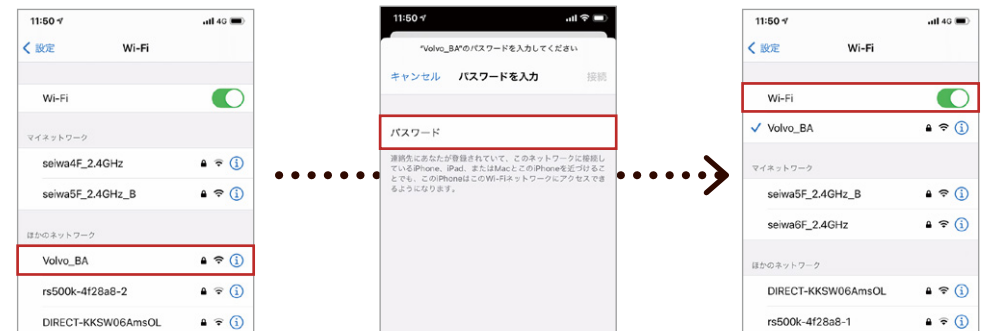 11:50
4G
設定
Wi-Fi
Wi-Fi
マイネットワーク
seiwa4F_2.4GHz
seiwa5F_2.4GHz_B
ほかのネットワーク
Volvo_BA
rs500k-4f28a8-2
DIRECT-KKSW06AmsOL
11:50
"Volvo_BA"のパスワードを入力してください
キャンセル パスワードを入力 接続
パスワード
連絡先にあなたが登録されていて、このネットワークに接続し
ているiPhone、iPad、またはMacとこのiPhoneを近づけるこ
とでも、このiPhoneはこのWi-Fiネットワークにアクセスでき
るようになります。
11:50
4G
設定
Wi-Fi
Wi-Fi
Volvo_BA
マイネットワーク
seiwa5F_2.4GHz_B
seiwa6F_2.4GHz
ほかのネットワーク
DIRECT-KKSW06AmsOL
rs500k-4f28a8-1